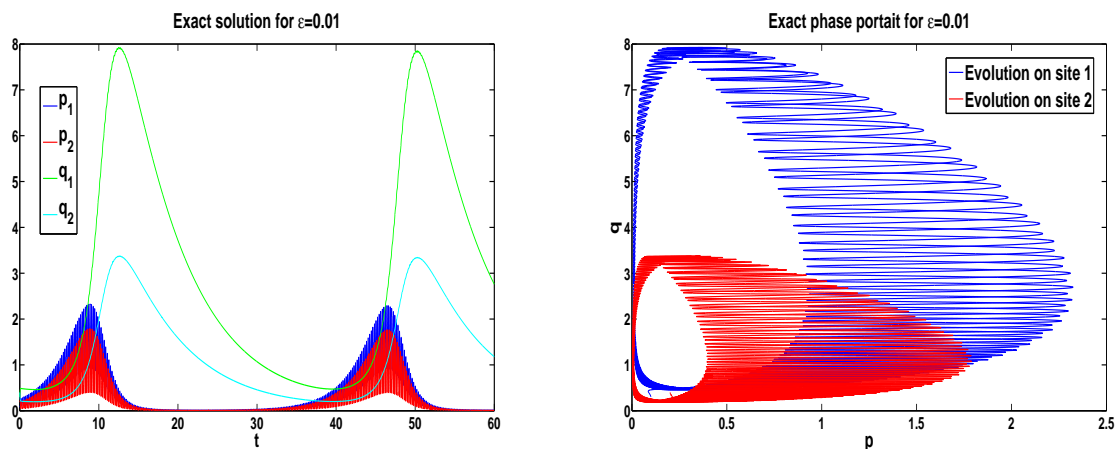 Exact solution for ε=0.01
8
7
6
5
4
3
2
1
0
0 10 20 30 40 50 60
t
p1
p2
q1
q2
Exact phase portait for ε=0.01
8
7
6
5
4
3
2
1
0
0 0.5 1 1.5 2 2.5
p
q
Evolution on site 1
Evolution on site 2